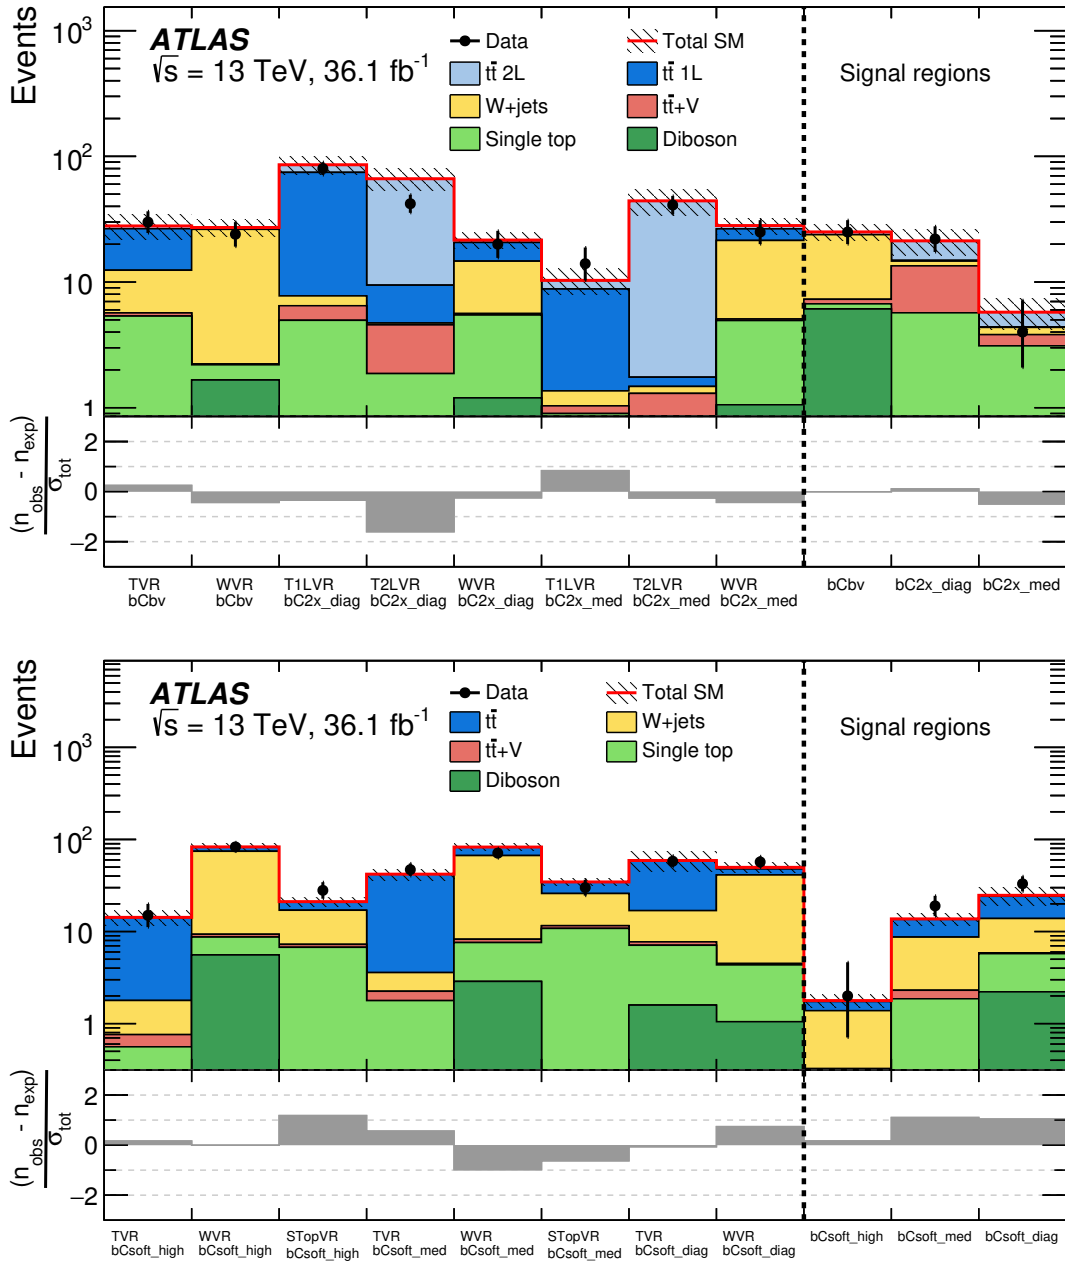 Events
10³
10²
10
1
ATLAS
√s = 13 TeV, 36.1 fb⁻¹
Data
Total SM
tt̄ 2L
tt̄ 1L
W+jets
tt̄+V
Single top
Diboson
Signal regions
(n_obs - n_exp)
σ_tot
2
0
−2
TVR WVR T1LVR T2LVR WVR T1LVR T2LVR WVR
bCbv bCbv bC2x_diag bC2x_diag bC2x_diag bC2x_med bC2x_med bC2x_med bCbv bC2x_diag bC2x_med
Events
10³
10²
10
1
ATLAS
√s = 13 TeV, 36.1 fb⁻¹
Data
Total SM
tt̄
W+jets
tt̄+V
Single top
Diboson
Signal regions
(n_obs - n_exp)
σ_tot
2
0
−2
TVR WVR STopVR TVR WVR STopVR TVR WVR
bCsoft_high bCsoft_high bCsoft_high bCsoft_med bCsoft_med bCsoft_med bCsoft_diag bCsoft_diag bCsoft_high bCsoft_med bCsoft_diag